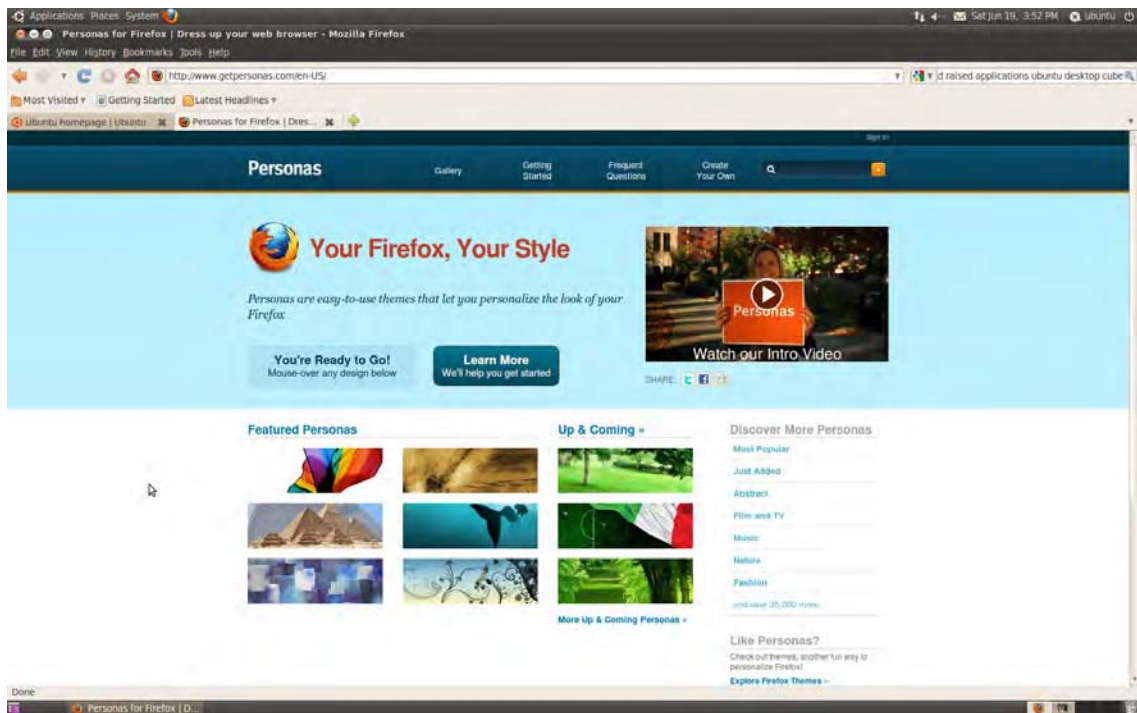 Applications Places System
Sat Jun 19, 3:52 PM ubuntu
Personas for Firefox | Dress up your web browser - Mozilla Firefox
File Edit View History Bookmarks Tools Help
http://www.getpersonas.com/en-US/
d raised applications ubuntu desktop cube
Most Visited Getting Started Latest Headlines
Ubuntu homepage | Ubuntu
Personas for Firefox | Dres...
Sign In
Personas
Gallery
Getting Started
Frequent Questions
Create Your Own
Your Firefox, Your Style
Personas are easy-to-use themes that let you personalize the look of your
Firefox
You're Ready to Go!
Mouse-over any design below
Learn More
We'll help you get started
Personas
Watch our Intro Video
SHARE:
Featured Personas
Up & Coming »
More Up & Coming Personas »
Discover More Personas
Most Popular
Just Added
Abstract
Film and TV
Music
Nature
Fashion
and over 35,000 more
Like Personas?
Check out themes, another fun way to
personalize Firefox!
Explore Firefox Themes »
Done
Personas for Firefox | D...